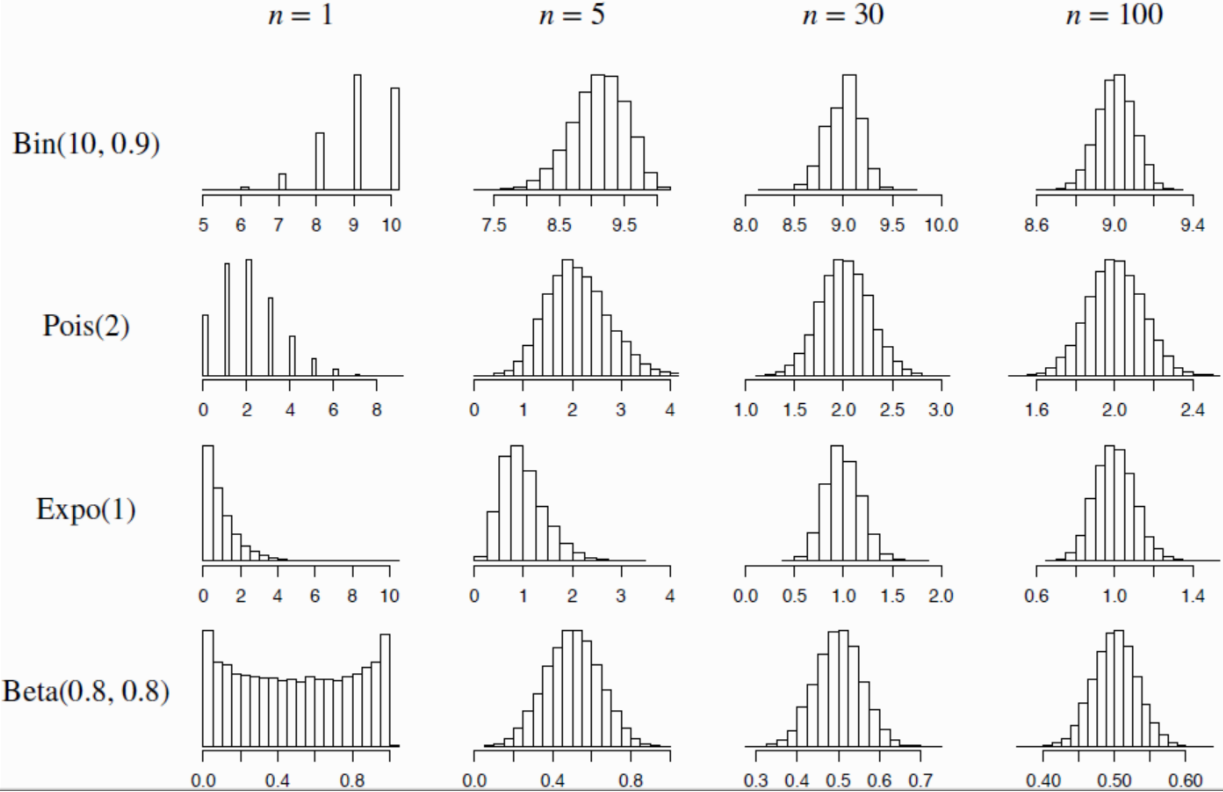 n = 1 n = 5 n = 30 n = 100
Bin(10, 0.9)
5 6 7 8 9 10 7.5 8.5 9.5 8.0 8.5 9.0 9.5 10.0 8.6 9.0 9.4
Pois(2)
0 2 4 6 8 0 1 2 3 4 1.0 1.5 2.0 2.5 3.0 1.6 2.0 2.4
Expo(1)
0 2 4 6 8 10 0 1 2 3 4 0.0 0.5 1.0 1.5 2.0 0.6 1.0 1.4
Beta(0.8, 0.8)
0.0 0.4 0.8 0.0 0.4 0.8 0.3 0.4 0.5 0.6 0.7 0.40 0.50 0.60